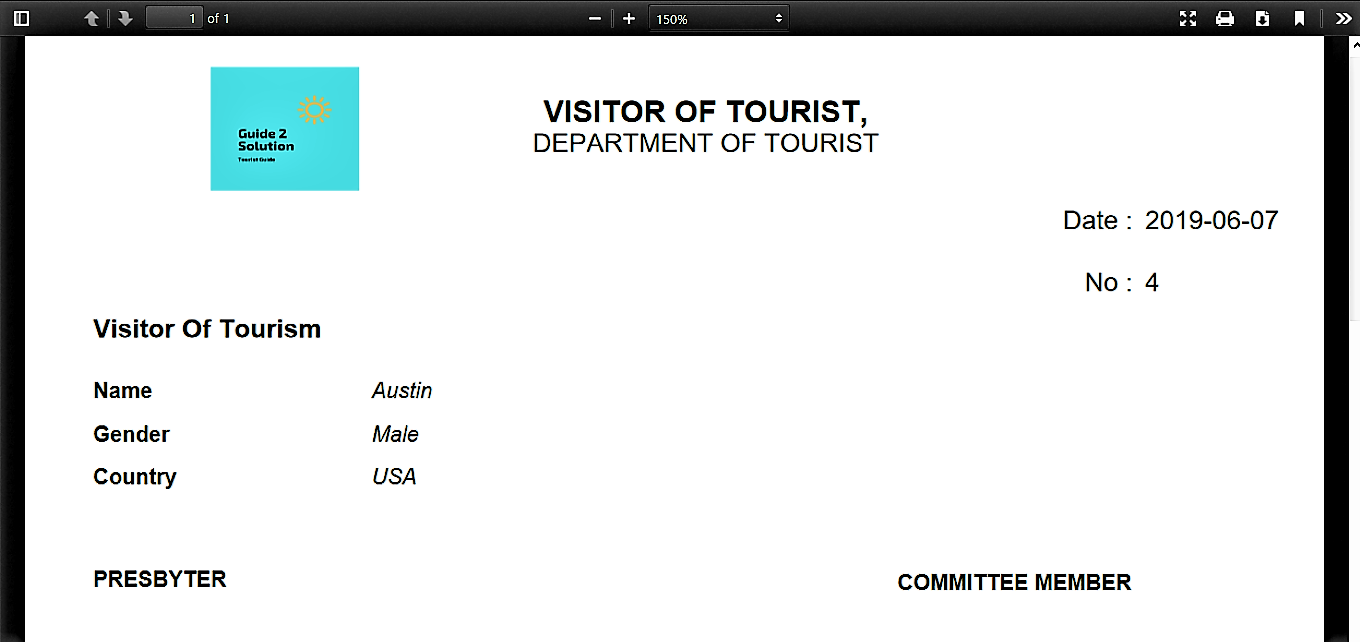 1 of 1
150%
Guide 2
Solution
Tourist Guide
VISITOR OF TOURIST,
DEPARTMENT OF TOURIST
Date : 2019-06-07
No : 4
Visitor Of Tourism
Name Austin
Gender Male
Country USA
PRESBYTER COMMITTEE MEMBER